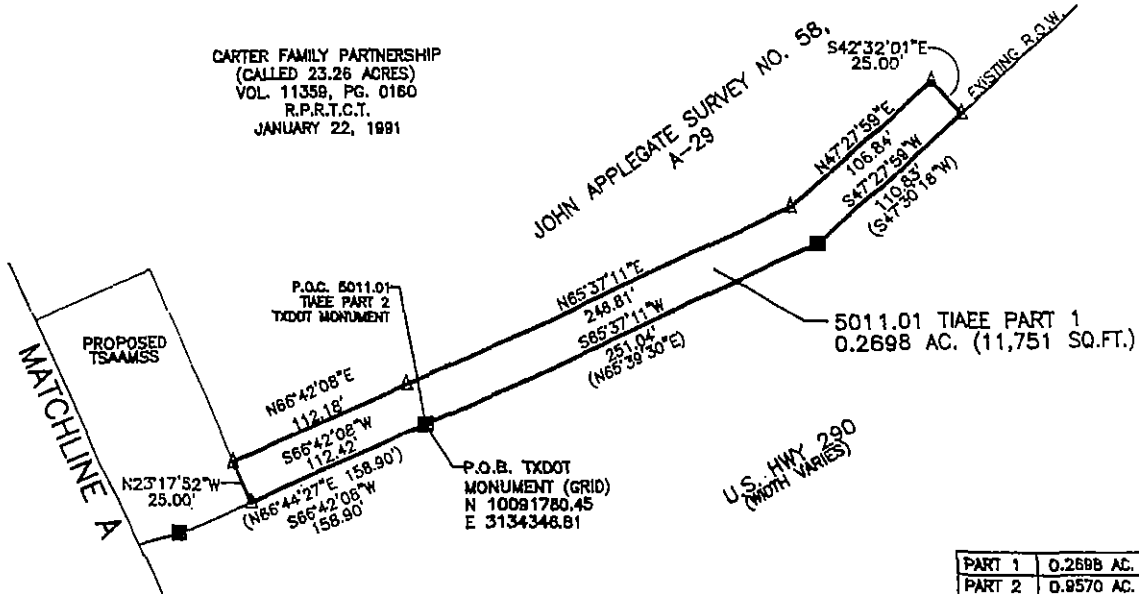 CARTER FAMILY PARTNERSHIP
(CALLED 23.26 ACRES)
VOL. 11359, PG. 0160
R.P.R.T.C.T.
JANUARY 22, 1991
JOHN APPLEGATE SURVEY NO. 58,
A-29
S42°32'01"E
25.00'
EXISTING R.O.W.
N47°27'59"E
106.84'
S47°27'59"W
110.83'
(S47°30'18"W)
P.O.C. 5011.01
TIAEE PART 2
TXDOT MONUMENT
N65°37'11"E
248.81'
S65°37'11"W
251.04'
(N65°39'30"E)
5011.01 TIAEE PART 1
0.2698 AC. (11,751 SQ.FT.)
PROPOSED
TSAAMSS
MATCHLINE A
N66°42'08"E
112.18'
S66°42'08"W
112.42'
(N66°44'27"E 158.90')
S66°42'08"W
158.90'
N23°17'52"W
25.00'
P.O.B. TXDOT
MONUMENT (GRID)
N 10091780.45
E 3134346.81
U.S. HWY 290
(WIDTH VARIES)
PART 1 0.2698 AC.
PART 2 0.9570 AC.